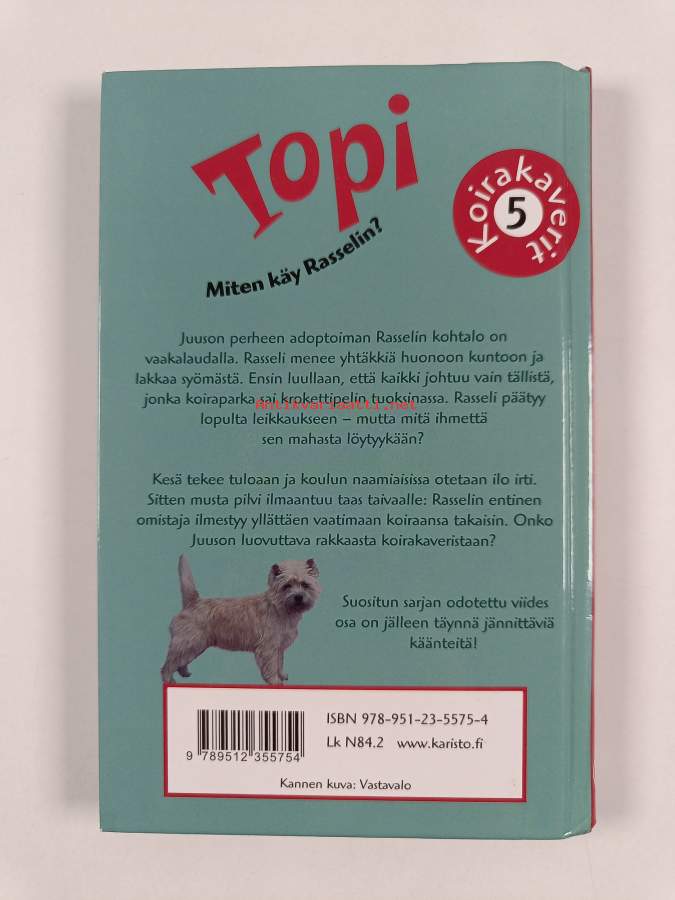 Topi
Miten käy Rasselin?
Koirakaverit
5
Juuson perheen adoptoiman Rasselin kohtalo on
vaakalaudalla. Rasseli menee yhtäkkiä huonoon kuntoon ja
lakkaa syömästä. Ensin luullaan, että kaikki johtuu vain tällistä,
jonka koiraparka sai krokettipelin tuoksinassa. Rasseli päätyy
Antikvariaatti.net
lopulta leikkaukseen – mutta mitä ihmettä
sen mahasta löytyykään?
Kesä tekee tuloaan ja koulun naamiaisissa otetaan ilo irti.
Sitten musta pilvi ilmaantuu taas taivaalle: Rasselin entinen
omistaja ilmestyy yllättäen vaatimaan koiraansa takaisin. Onko
Juuson luovuttava rakkaasta koirakaveristaan?
Suositun sarjan odotettu viides
osa on jälleen täynnä jännittäviä
käänteitä!
ISBN 978-951-23-5575-4
Lk N84.2 www.karisto.fi
9 789512 355754
Kannen kuva: Vastavalo